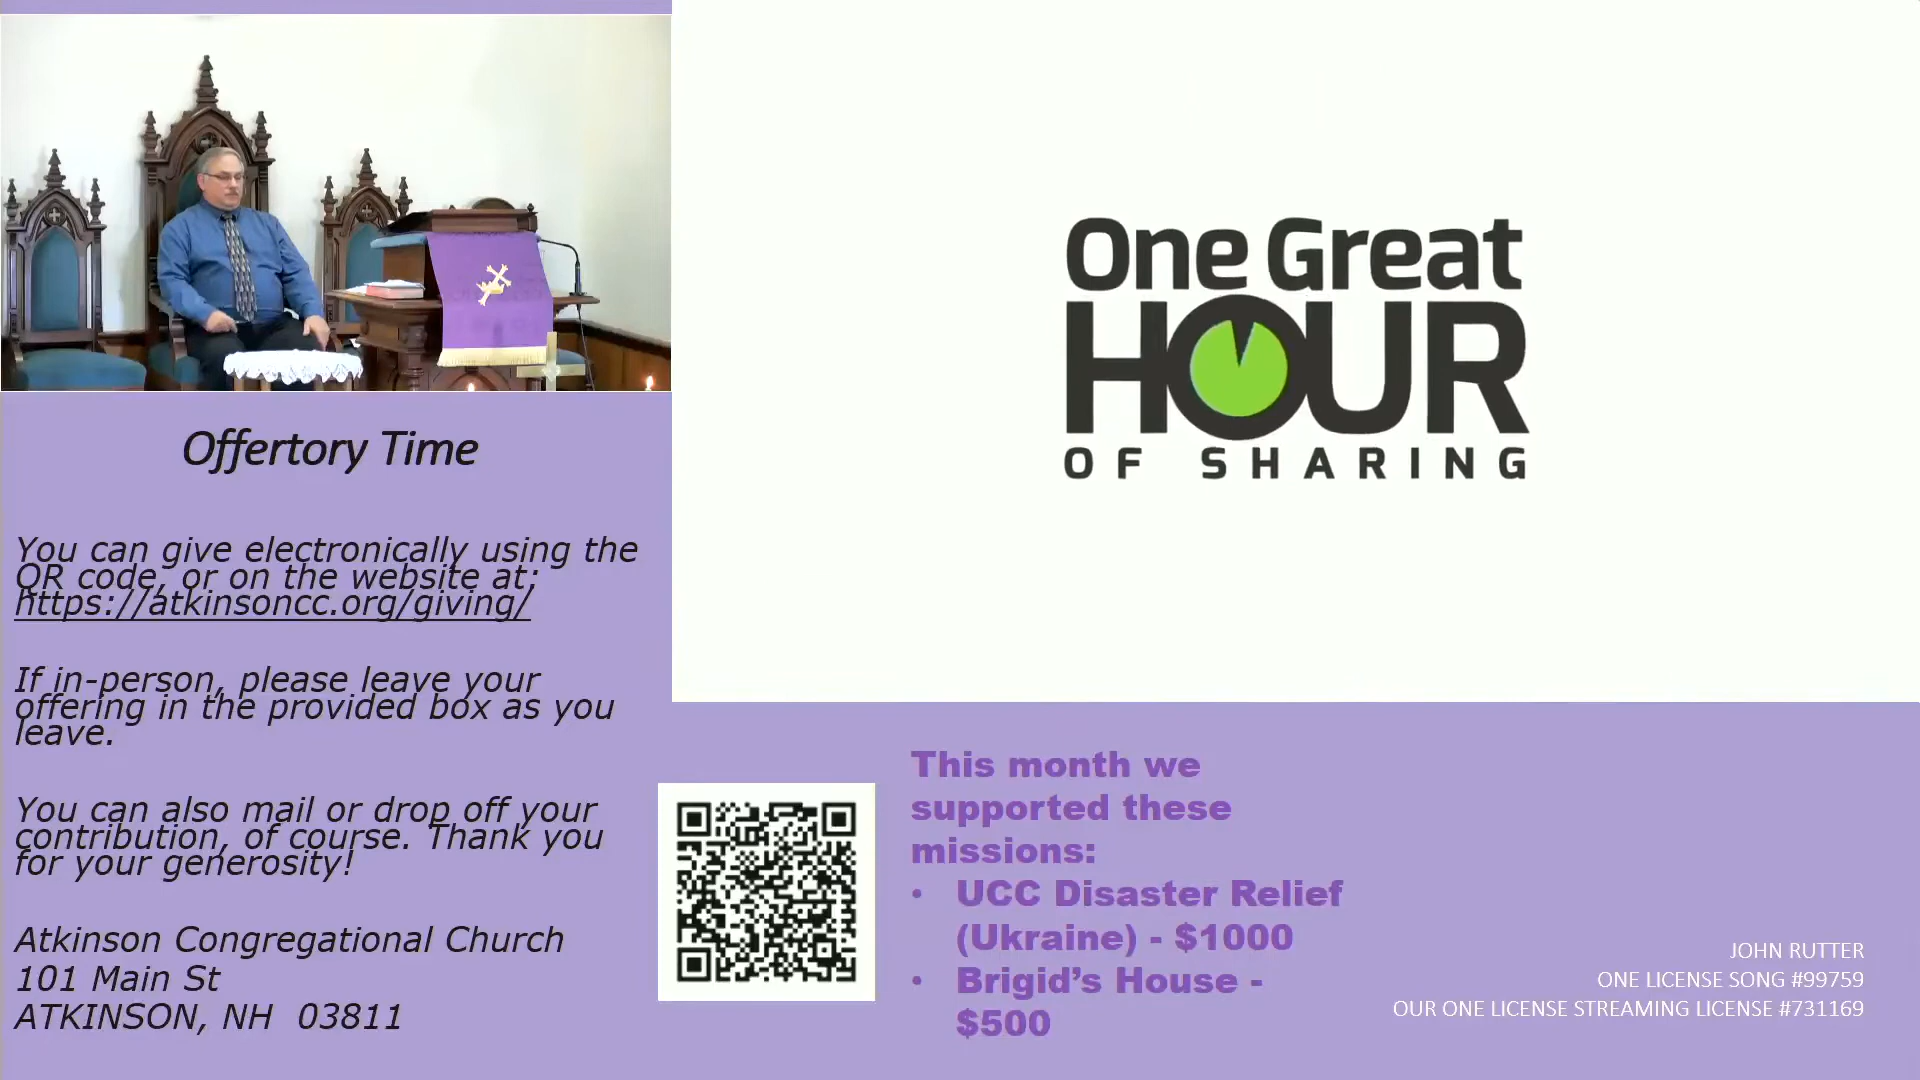 Offertory Time
You can give electronically using the
QR code, or on the website at:
https://atkinsoncc.org/giving/
If in-person, please leave your
offering in the provided box as you
leave.
You can also mail or drop off your
contribution, of course. Thank you
for your generosity!
Atkinson Congregational Church
101 Main St
ATKINSON, NH 03811
One Great
HOUR
OF SHARING
This month we
supported these
missions:
• UCC Disaster Relief
(Ukraine) - $1000
• Brigid’s House -
$500
JOHN RUTTER
ONE LICENSE SONG #99759
OUR ONE LICENSE STREAMING LICENSE #731169